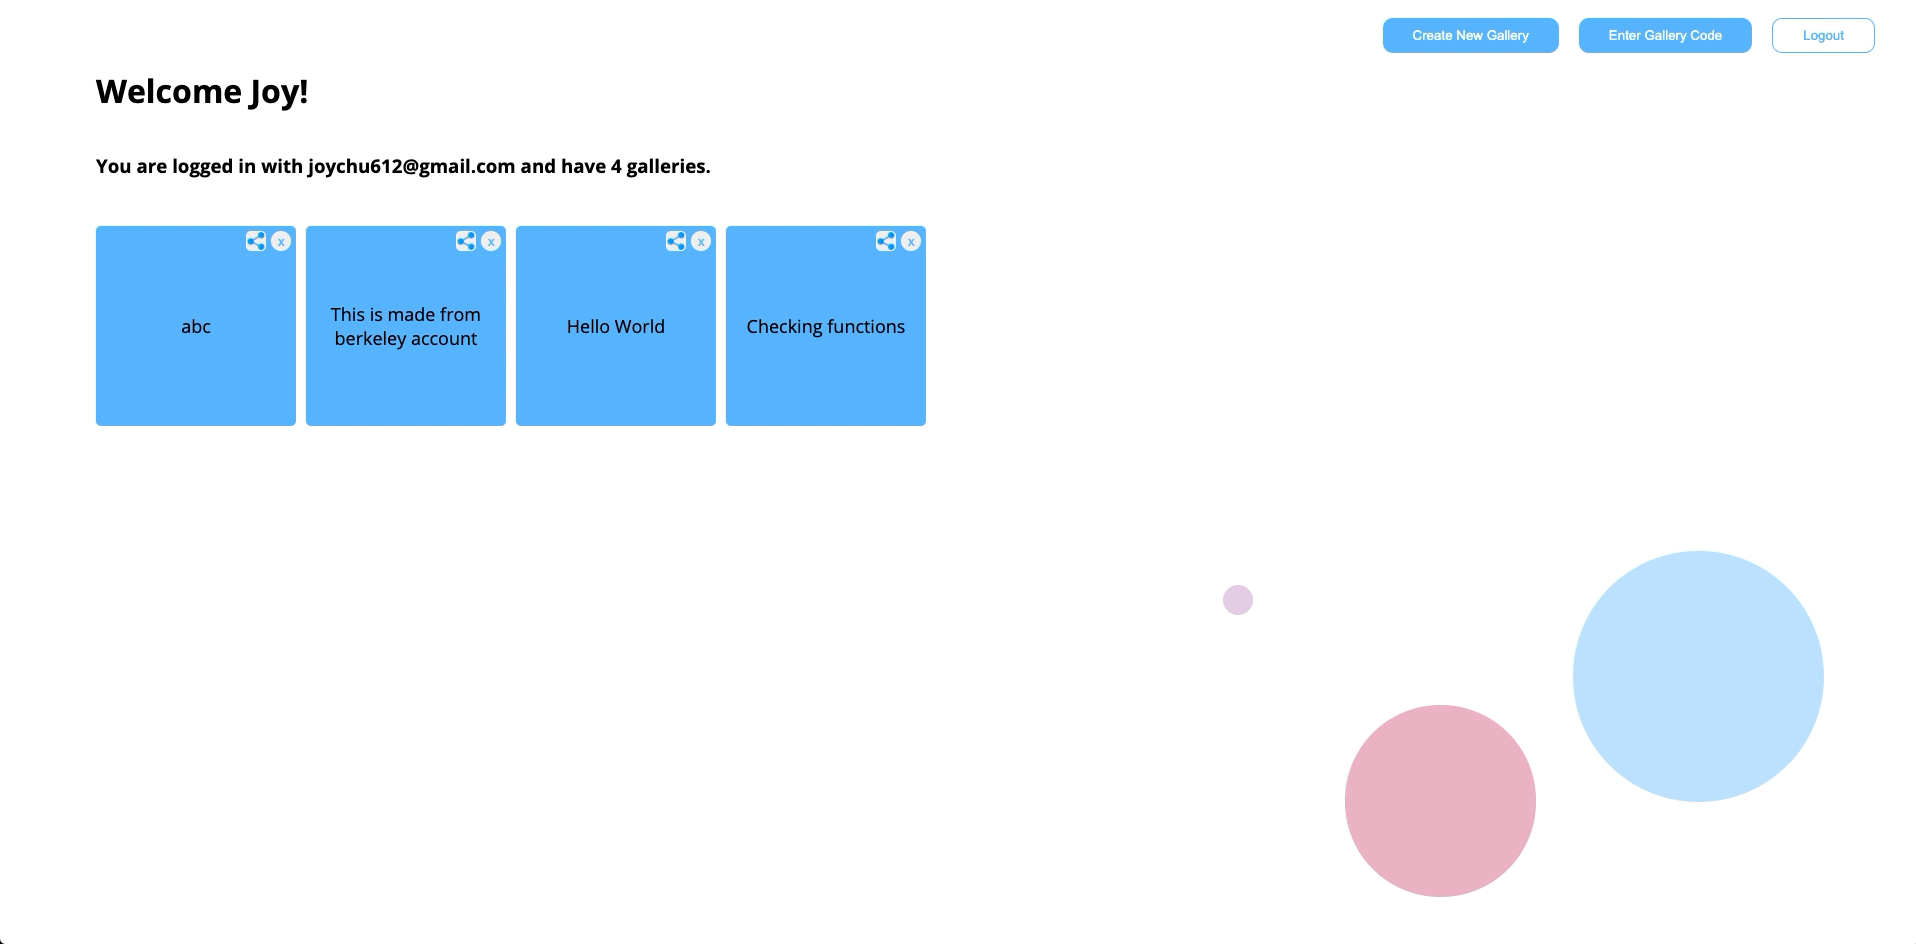 Create New Gallery
Enter Gallery Code
Logout
Welcome Joy!
You are logged in with joychu612@gmail.com and have 4 galleries.
x
x
x
x
abc
This is made from
berkeley account
Hello World
Checking functions